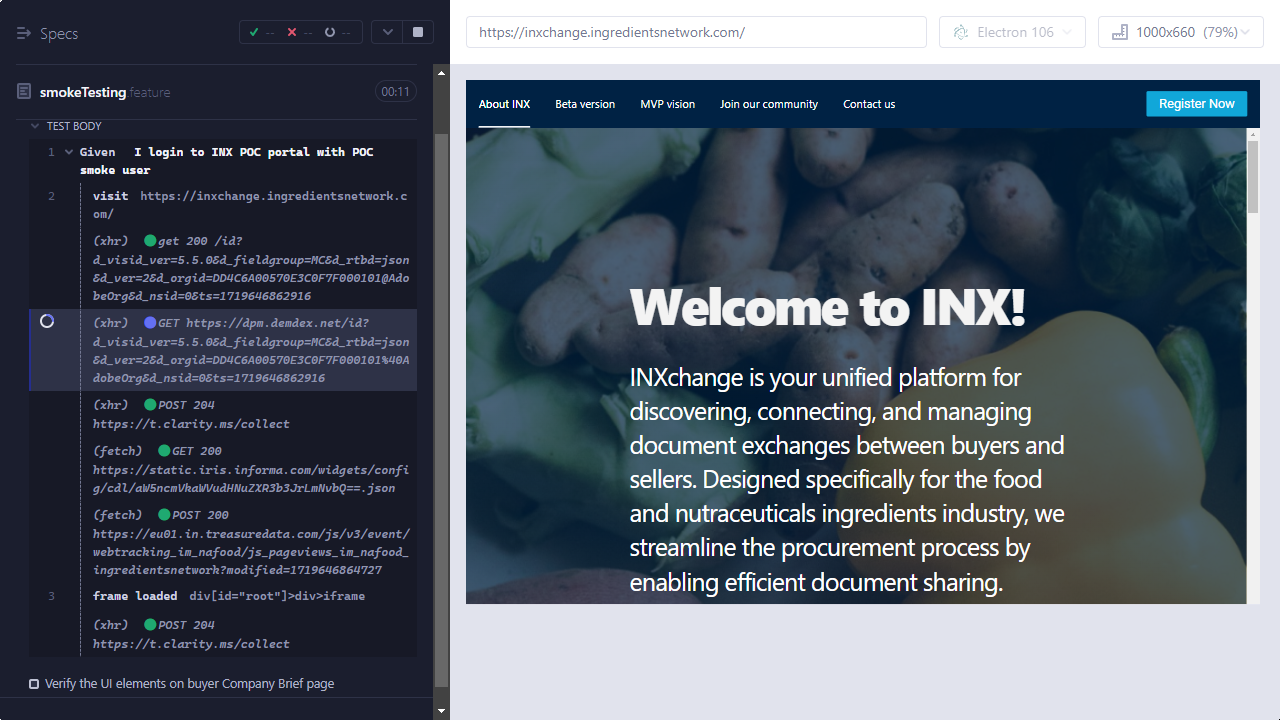 Specs
--
--
--
https://inxchange.ingredientsnetwork.com/
Electron 106
1000x660 (79%)
smokeTesting.feature
00:11
TEST BODY
1 Given I login to INX POC portal with POC
smoke user
2 visit https://inxchange.ingredientsnetwork.c
om/
(xhr) get 200 /id?
d_visid_ver=5.5.0&d_fieldgroup=MC&d_rtbd=json
&d_ver=2&d_orgid=DD4C6A00570E3C0F7F000101@Ado
beOrg&d_nsid=0&ts=1719646862916
(xhr) GET https://dpm.demdex.net/id?
d_visid_ver=5.5.0&d_fieldgroup=MC&d_rtbd=json
&d_ver=2&d_orgid=DD4C6A00570E3C0F7F000101%40A
dobeOrg&d_nsid=0&ts=1719646862916
(xhr) POST 204
https://t.clarity.ms/collect
(fetch) GET 200
https://static.iris.informa.com/widgets/confi
g/cdl/aW5ncmVkaWVudHNuZXR3b3JrLmNvbQ==.json
(fetch) POST 200
https://eu01.in.treasuredata.com/js/v3/event/
webtracking_im_nafood/js_pageviews_im_nafood_
ingredientsnetwork?modified=1719646864727
3 frame loaded div[id="root"]>div>iframe
(xhr) POST 204
https://t.clarity.ms/collect
Verify the UI elements on buyer Company Brief page
About INX
Beta version
MVP vision
Join our community
Contact us
Register Now
Welcome to INX!
INXchange is your unified platform for
discovering, connecting, and managing
document exchanges between buyers and
sellers. Designed specifically for the food
and nutraceuticals ingredients industry, we
streamline the procurement process by
enabling efficient document sharing.